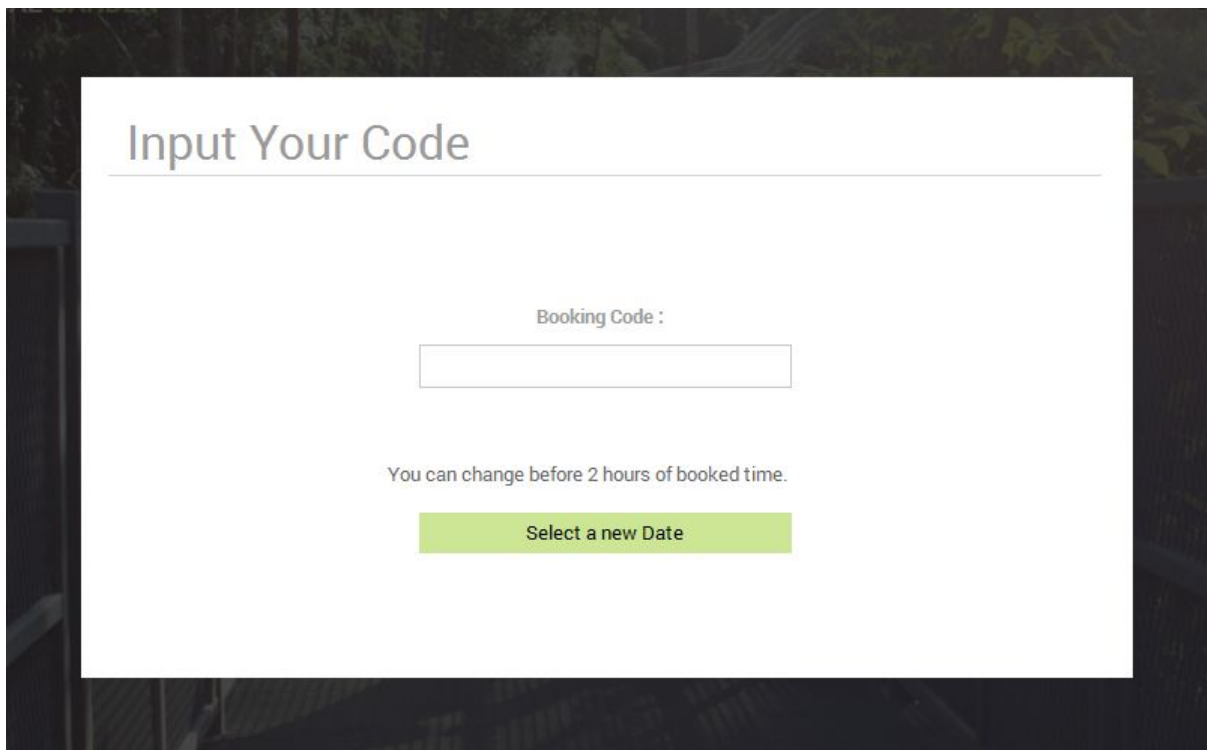 Input Your Code
Booking Code :
You can change before 2 hours of booked time.
Select a new Date